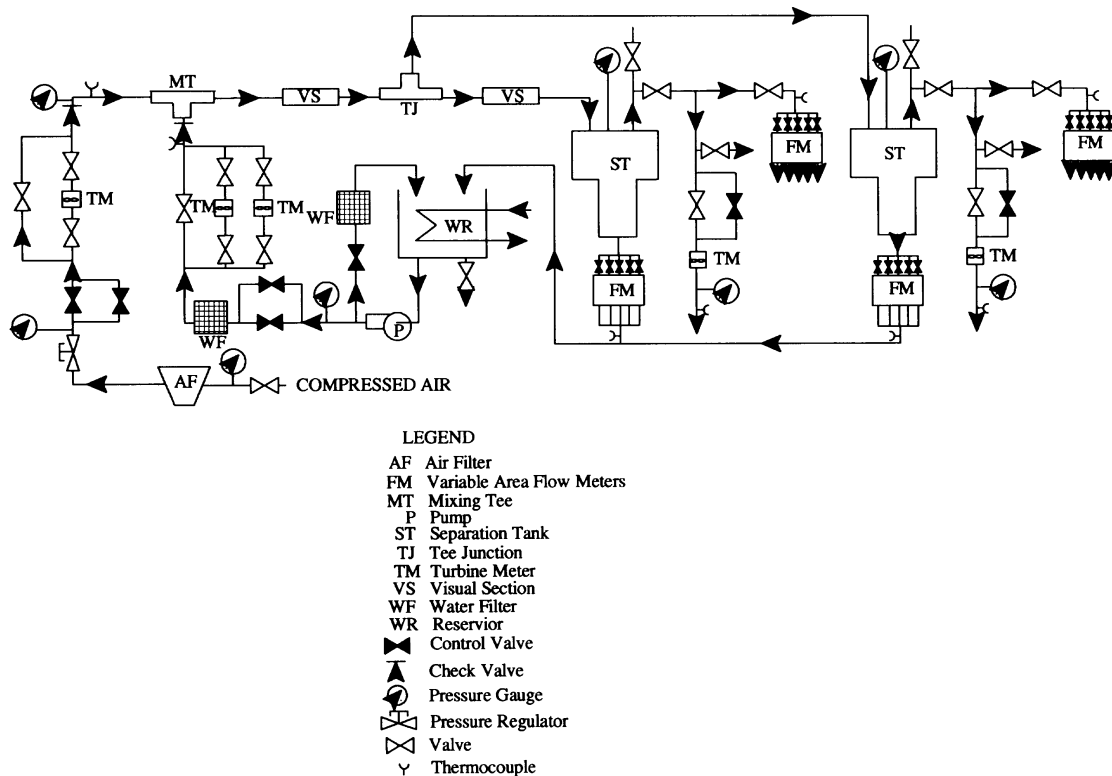 MT
VS
TJ
VS
TM
TM
TM
WF
WR
ST
FM
ST
FM
TM
FM
TM
FM
P
WF
AF
COMPRESSED AIR
LEGEND
AF Air Filter
FM Variable Area Flow Meters
MT Mixing Tee
P Pump
ST Separation Tank
TJ Tee Junction
TM Turbine Meter
VS Visual Section
WF Water Filter
WR Reservior
Control Valve
Check Valve
Pressure Gauge
Pressure Regulator
Valve
Thermocouple